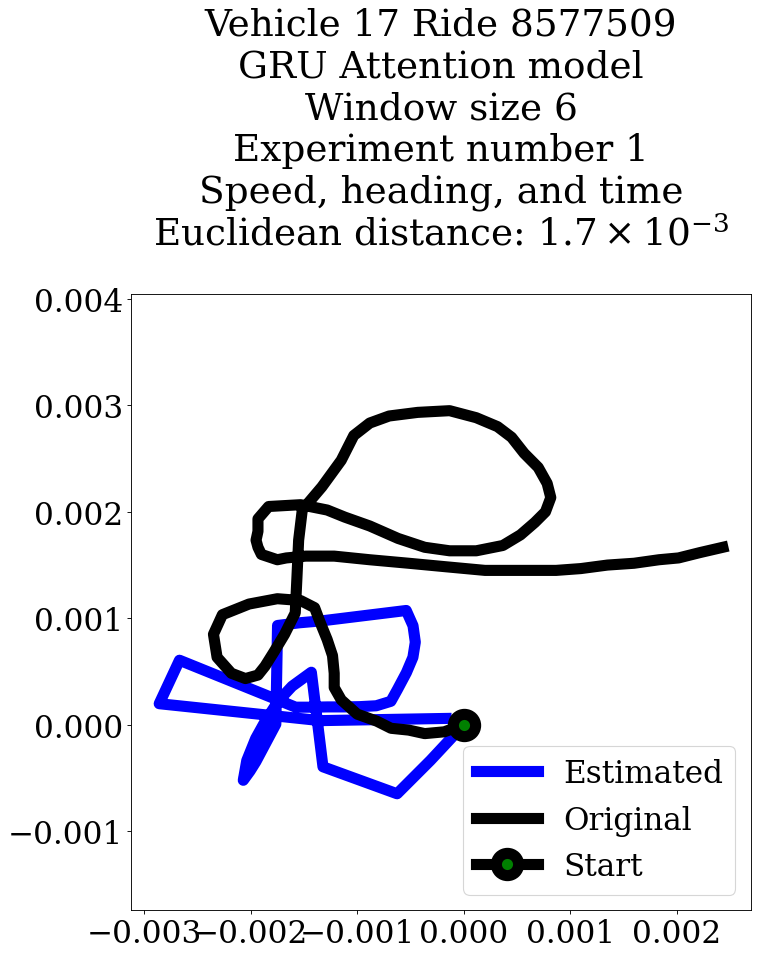 Vehicle 17 Ride 8577509
GRU Attention model
Window size 6
Experiment number 1
Speed, heading, and time
Euclidean distance: 1.7 × 10⁻³
0.004
0.003
0.002
0.001
0.000
−0.001
Estimated
Original
Start
−0.003 −0.002 −0.001 0.000 0.001 0.002